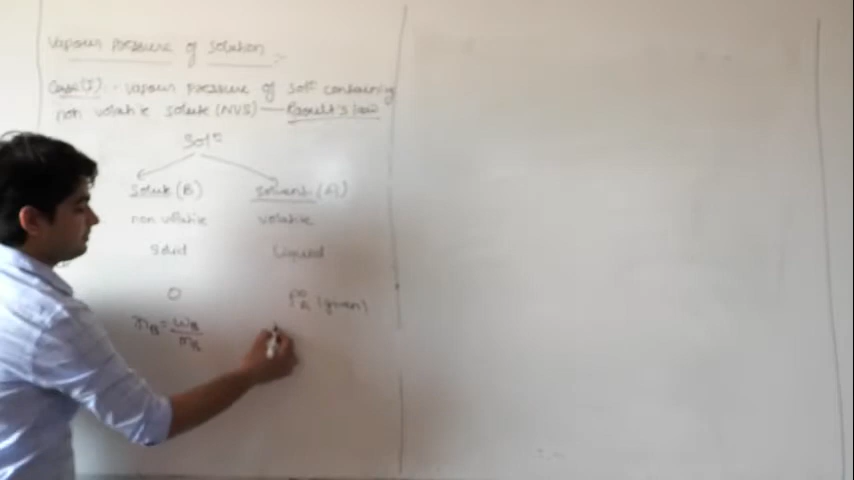 Vapour Pressure of Solution :-
Case(I) :- Vapour pressure of solⁿ containing
non volatile solute (NVS) — Raoult's law
Solⁿ
Solute (B) Solvent (A)
non volatile volatile
Solid Liquid
0 P°A (given)
nB = wB/mB